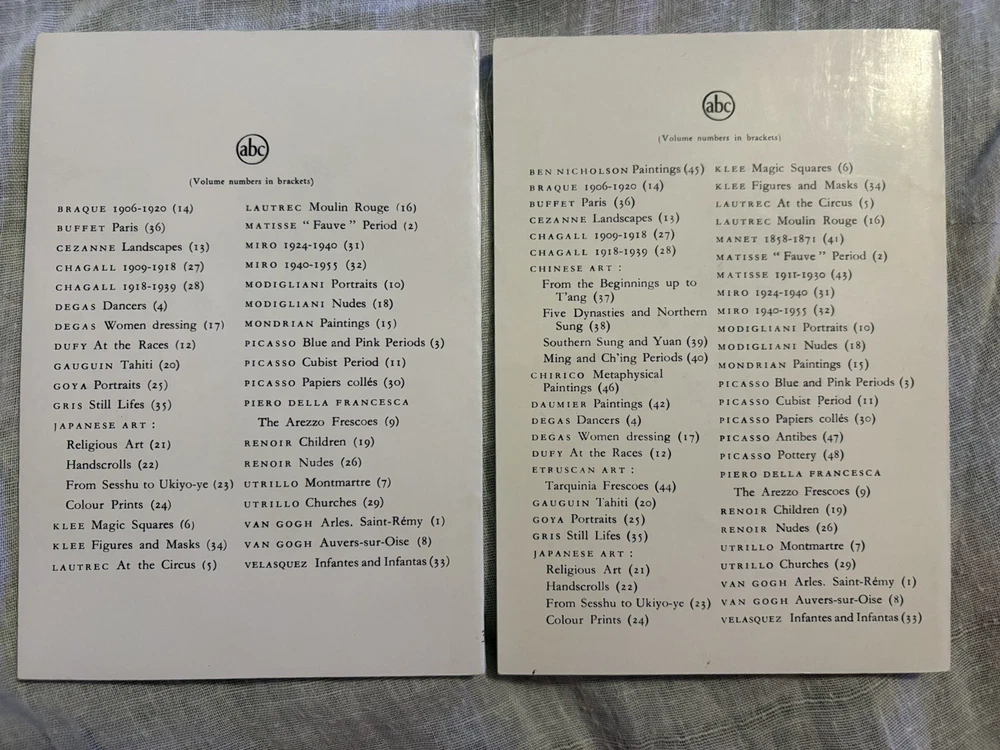 abc
(Volume numbers in brackets)
BRAQUE 1906-1920 (14)
BUFFET Paris (36)
CEZANNE Landscapes (13)
CHAGALL 1909-1918 (27)
CHAGALL 1918-1939 (28)
DEGAS Dancers (4)
DEGAS Women dressing (17)
DUFY At the Races (12)
GAUGUIN Tahiti (20)
GOYA Portraits (25)
GRIS Still Lifes (35)
JAPANESE ART :
Religious Art (21)
Handscrolls (22)
From Sesshu to Ukiyo-ye (23)
Colour Prints (24)
KLEE Magic Squares (6)
KLEE Figures and Masks (34)
LAUTREC At the Circus (5)
LAUTREC Moulin Rouge (16)
MATISSE "Fauve" Period (2)
MIRO 1924-1940 (31)
MIRO 1940-1955 (32)
MODIGLIANI Portraits (10)
MODIGLIANI Nudes (18)
MONDRIAN Paintings (15)
PICASSO Blue and Pink Periods (3)
PICASSO Cubist Period (11)
PICASSO Papiers collés (30)
PIERO DELLA FRANCESCA
The Arezzo Frescoes (9)
RENOIR Children (19)
RENOIR Nudes (26)
UTRILLO Montmartre (7)
UTRILLO Churches (29)
VAN GOGH Arles. Saint-Rémy (1)
VAN GOGH Auvers-sur-Oise (8)
VELASQUEZ Infantes and Infantas (33)
abc
(Volume numbers in brackets)
BEN NICHOLSON Paintings (45)
BRAQUE 1906-1920 (14)
BUFFET Paris (36)
CEZANNE Landscapes (13)
CHAGALL 1909-1918 (27)
CHAGALL 1918-1939 (28)
CHINESE ART :
From the Beginnings up to
T'ang (37)
Five Dynasties and Northern
Sung (38)
Southern Sung and Yuan (39)
Ming and Ch'ing Periods (40)
CHIRICO Metaphysical
Paintings (46)
DAUMIER Paintings (42)
DEGAS Dancers (4)
DEGAS Women dressing (17)
DUFY At the Races (12)
ETRUSCAN ART :
Tarquinia Frescoes (44)
GAUGUIN Tahiti (20)
GOYA Portraits (25)
GRIS Still Lifes (35)
JAPANESE ART :
Religious Art (21)
Handscrolls (22)
From Sesshu to Ukiyo-ye (23)
Colour Prints (24)
KLEE Magic Squares (6)
KLEE Figures and Masks (34)
LAUTREC At the Circus (5)
LAUTREC Moulin Rouge (16)
MANET 1858-1871 (41)
MATISSE "Fauve" Period (2)
MATISSE 1911-1930 (43)
MIRO 1924-1940 (31)
MIRO 1940-1955 (32)
MODIGLIANI Portraits (10)
MODIGLIANI Nudes (18)
MONDRIAN Paintings (15)
PICASSO Blue and Pink Periods (3)
PICASSO Cubist Period (11)
PICASSO Papiers collés (30)
PICASSO Antibes (47)
PICASSO Pottery (48)
PIERO DELLA FRANCESCA
The Arezzo Frescoes (9)
RENOIR Children (19)
RENOIR Nudes (26)
UTRILLO Montmartre (7)
UTRILLO Churches (29)
VAN GOGH Arles. Saint-Rémy (1)
VAN GOGH Auvers-sur-Oise (8)
VELASQUEZ Infantes and Infantas (33)